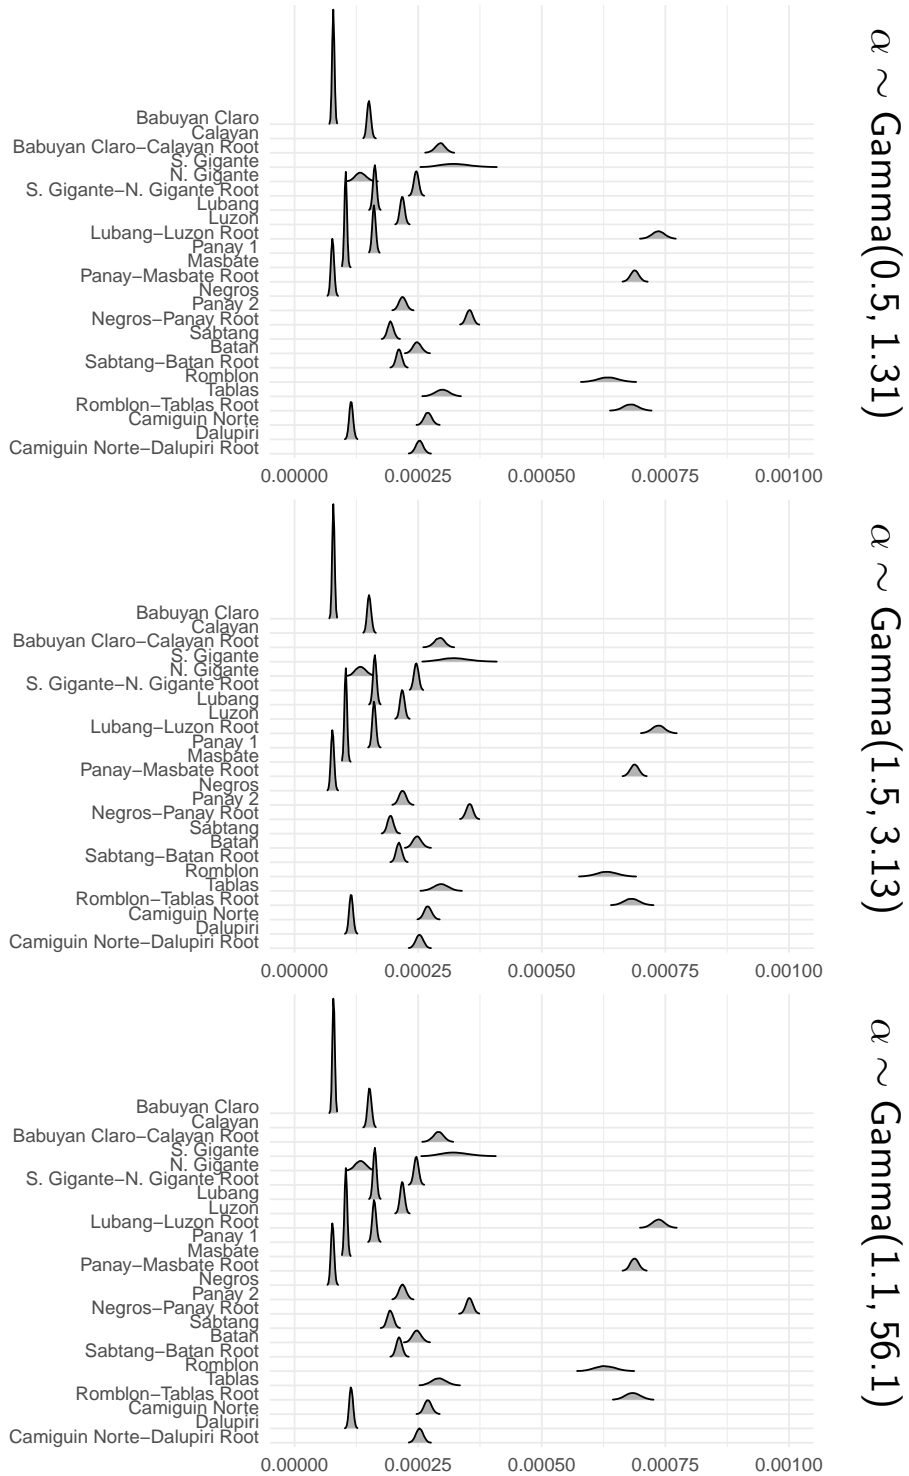 α ∼ Gamma(0.5, 1.31)
Babuyan Claro
Calayan
Babuyan Claro−Calayan Root
S. Gigante
N. Gigante
S. Gigante−N. Gigante Root
Lubang
Luzon
Lubang−Luzon Root
Panay 1
Masbate
Panay−Masbate Root
Negros
Panay 2
Negros−Panay Root
Sabtang
Batan
Sabtang−Batan Root
Romblon
Tablas
Romblon−Tablas Root
Camiguin Norte
Dalupiri
Camiguin Norte−Dalupiri Root
0.00000 0.00025 0.00050 0.00075 0.00100
α ∼ Gamma(1.5, 3.13)
Babuyan Claro
Calayan
Babuyan Claro−Calayan Root
S. Gigante
N. Gigante
S. Gigante−N. Gigante Root
Lubang
Luzon
Lubang−Luzon Root
Panay 1
Masbate
Panay−Masbate Root
Negros
Panay 2
Negros−Panay Root
Sabtang
Batan
Sabtang−Batan Root
Romblon
Tablas
Romblon−Tablas Root
Camiguin Norte
Dalupiri
Camiguin Norte−Dalupiri Root
0.00000 0.00025 0.00050 0.00075 0.00100
α ∼ Gamma(1.1, 56.1)
Babuyan Claro
Calayan
Babuyan Claro−Calayan Root
S. Gigante
N. Gigante
S. Gigante−N. Gigante Root
Lubang
Luzon
Lubang−Luzon Root
Panay 1
Masbate
Panay−Masbate Root
Negros
Panay 2
Negros−Panay Root
Sabtang
Batan
Sabtang−Batan Root
Romblon
Tablas
Romblon−Tablas Root
Camiguin Norte
Dalupiri
Camiguin Norte−Dalupiri Root
0.00000 0.00025 0.00050 0.00075 0.00100